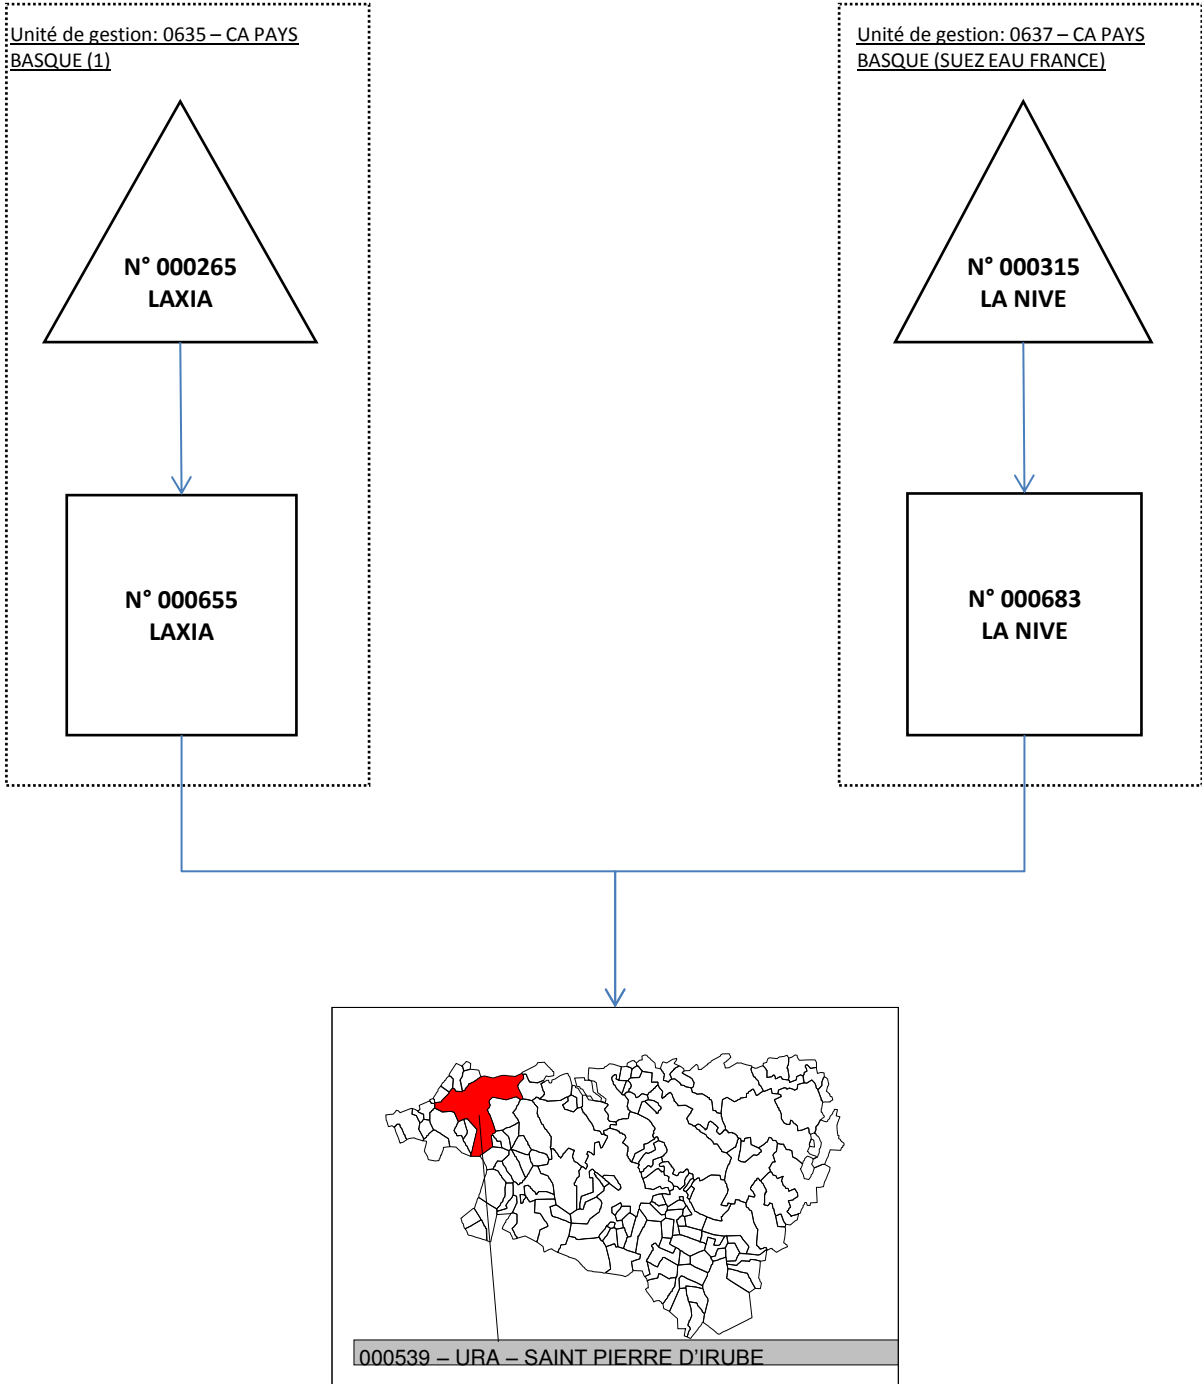 Unité de gestion: 0635 – CA PAYS
BASQUE (1)
N° 000265
LAXIA
N° 000655
LAXIA
Unité de gestion: 0637 – CA PAYS
BASQUE (SUEZ EAU FRANCE)
N° 000315
LA NIVE
N° 000683
LA NIVE
000539 – URA – SAINT PIERRE D'IRUBE